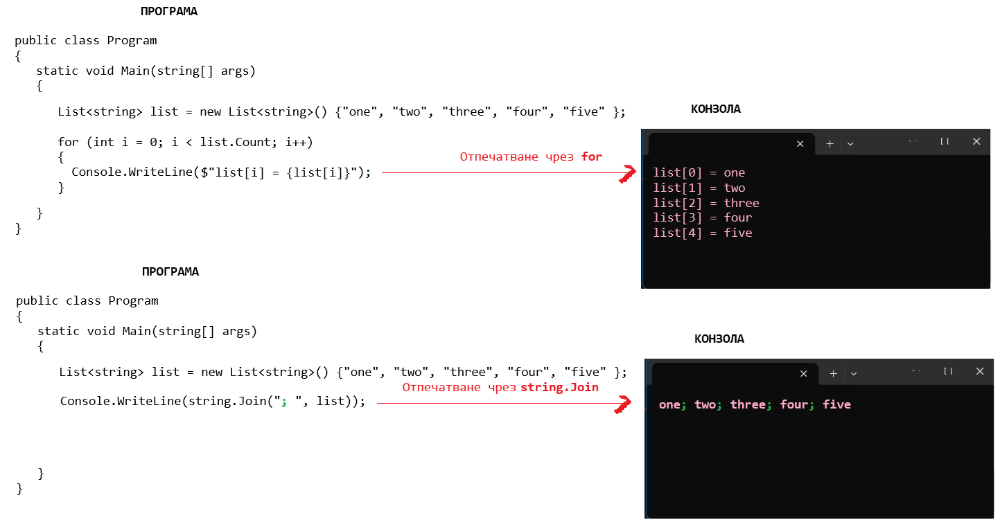 ПРОГРАМА
public class Program
{
static void Main(string[] args)
{
List<string> list = new List<string>() {"one", "two", "three", "four", "five" };
for (int i = 0; i < list.Count; i++)
{
Console.WriteLine($"list[i] = {list[i]}");
}
}
}
Отпечатване чрез for
КОНЗОЛА
list[0] = one
list[1] = two
list[2] = three
list[3] = four
list[4] = five
ПРОГРАМА
public class Program
{
static void Main(string[] args)
{
List<string> list = new List<string>() {"one", "two", "three", "four", "five" };
Отпечатване чрез string.Join
Console.WriteLine(string.Join("; ", list));
}
}
КОНЗОЛА
one; two; three; four; five